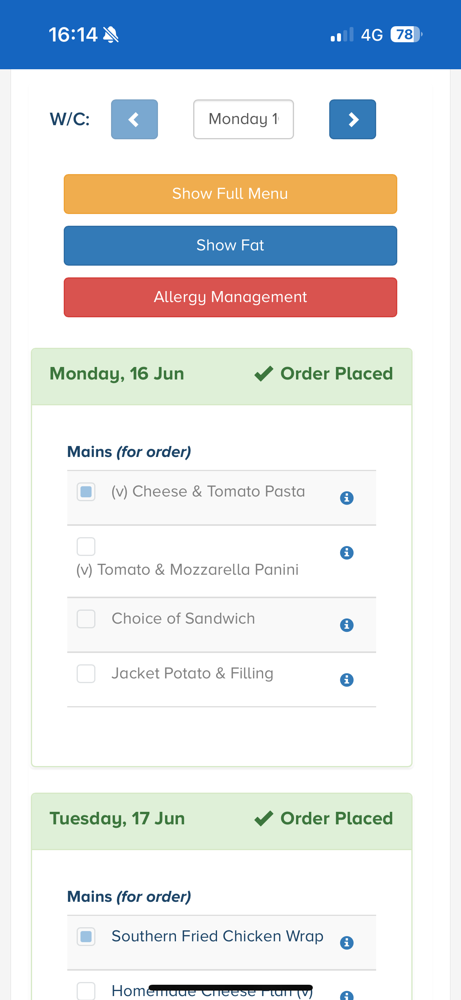 16:14
4G 78
W/C:
Monday 1
Show Full Menu
Show Fat
Allergy Management
Monday, 16 Jun
Order Placed
Mains (for order)
(v) Cheese & Tomato Pasta
(v) Tomato & Mozzarella Panini
Choice of Sandwich
Jacket Potato & Filling
Tuesday, 17 Jun
Order Placed
Mains (for order)
Southern Fried Chicken Wrap
Homemade Cheese Flan (v)